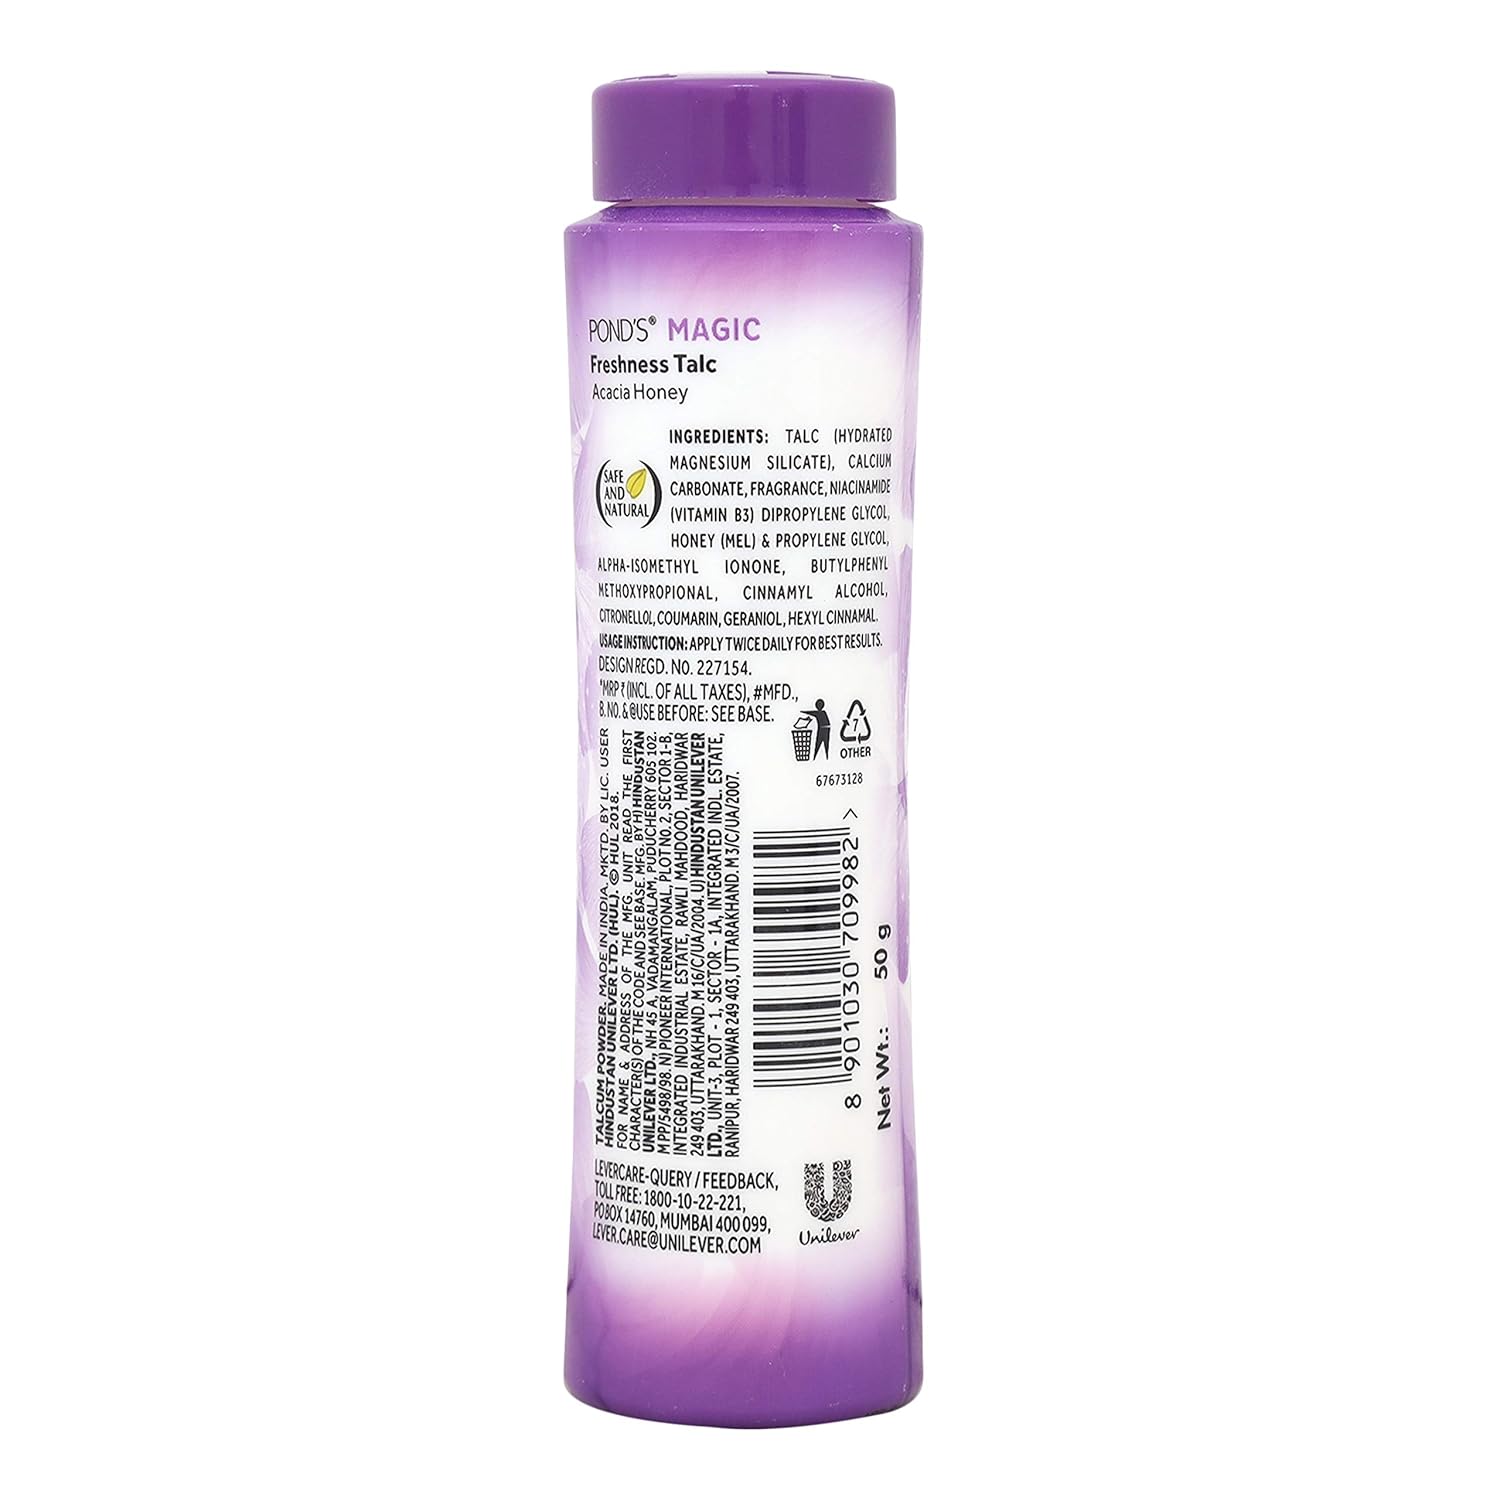 POND'S® MAGIC
Freshness Talc
Acacia Honey
INGREDIENTS: TALC (HYDRATED
MAGNESIUM SILICATE), CALCIUM
CARBONATE, FRAGRANCE, NIACINAMIDE
(VITAMIN B3) DIPROPYLENE GLYCOL,
HONEY (MEL) & PROPYLENE GLYCOL,
ALPHA-ISOMETHYL IONONE, BUTYLPHENYL
METHOXYPROPIONAL, CINNAMYL ALCOHOL,
CITRONELLOL, COUMARIN, GERANIOL, HEXYL CINNAMAL.
SAFE
AND
NATURAL
USAGE INSTRUCTION: APPLY TWICE DAILY FOR BEST RESULTS.
DESIGN REGD. NO. 227154.
*MRP ₹ (INCL. OF ALL TAXES), #MFD.,
B. NO. & @USE BEFORE: SEE BASE.
7
OTHER
67673128
TALCUM POWDER. MADE IN INDIA. MKTD. BY LIC. USER
HINDUSTAN UNILEVER LTD. (HUL). © HUL 2018.
FOR NAME & ADDRESS OF THE MFG. UNIT READ THE FIRST
CHARACTER(S) OF THE CODE AND SEE BASE. MFG. BY H) HINDUSTAN
UNILEVER LTD., NH 45 A, VADAMANGALAM, PUDUCHERRY 605 102.
M PP/5498/98. N) PIONEER INTERNATIONAL, PLOT NO. 2, SECTOR 1-B,
INTEGRATED INDUSTRIAL ESTATE, RAWLI MAHDOOD, HARIDWAR
249 403, UTTARAKHAND. M 16/C/UA/2004. U) HINDUSTAN UNILEVER
LTD., UNIT-3, PLOT - 1, SECTOR - 1A, INTEGRATED INDL. ESTATE,
RANIPUR, HARIDWAR 249 403, UTTARAKHAND. M 3/C/UA/2007.
8 901030 709982 >
Net Wt.: 50 g
LEVERCARE-QUERY / FEEDBACK,
TOLL FREE: 1800-10-22-221,
PO BOX 14760, MUMBAI 400 099,
LEVER.CARE@UNILEVER.COM
Unilever